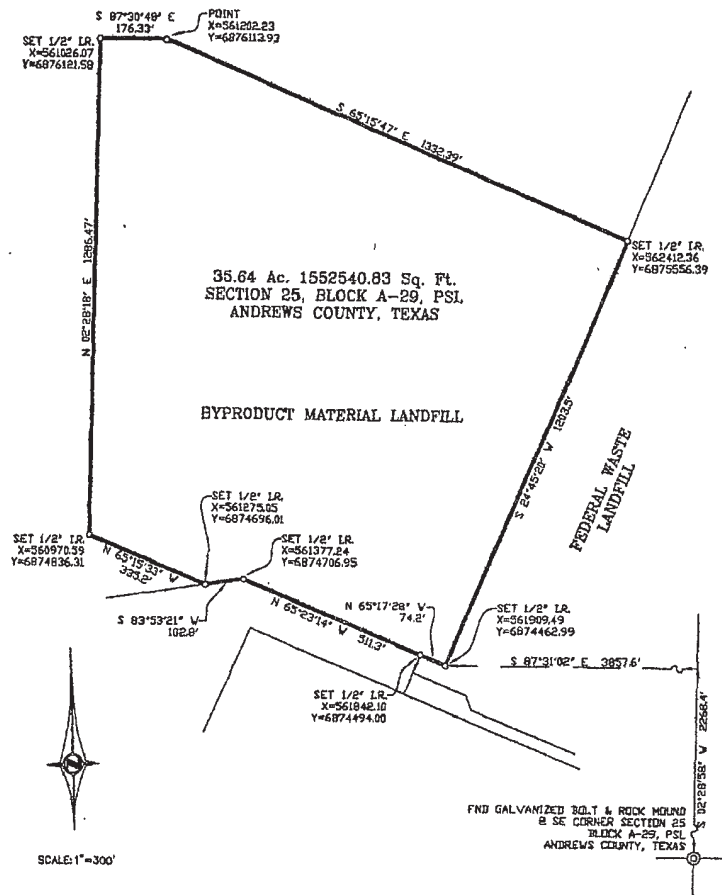 S 87°30'48" E
176.33'
POINT
X=561202.23
Y=6876113.93
SET 1/2" I.R.
X=561026.07
Y=6876121.58
S 65°15'47" E 1332.39'
SET 1/2" I.R.
X=562412.36
Y=6875556.39
N 02°28'18" E 1286.47'
35.64 Ac. 1552540.83 Sq. Ft.
SECTION 25, BLOCK A-29, PSL
ANDREWS COUNTY, TEXAS
BYPRODUCT MATERIAL LANDFILL
S 24°45'20" W 1203.5'
FEDERAL WASTE
LANDFILL
SET 1/2" I.R.
X=561275.05
Y=6874696.01
SET 1/2" I.R.
X=560970.59
Y=6874836.31
SET 1/2" I.R.
X=561377.24
Y=6874706.95
N 65°15'33" W
335.2'
S 83°53'21" W
102.8'
N 65°23'14" W 511.3'
N 65°17'28" W
74.2'
SET 1/2" I.R.
X=561909.49
Y=6874462.99
S 87°31'02" E 3857.6'
SET 1/2" I.R.
X=561842.10
Y=6874494.00
S 02°28'58" W 2268.4'
N
FND GALVANIZED BOLT & ROCK MOUND
@ SE CORNER SECTION 25
BLOCK A-29, PSL
ANDREWS COUNTY, TEXAS
SCALE: 1"=300'